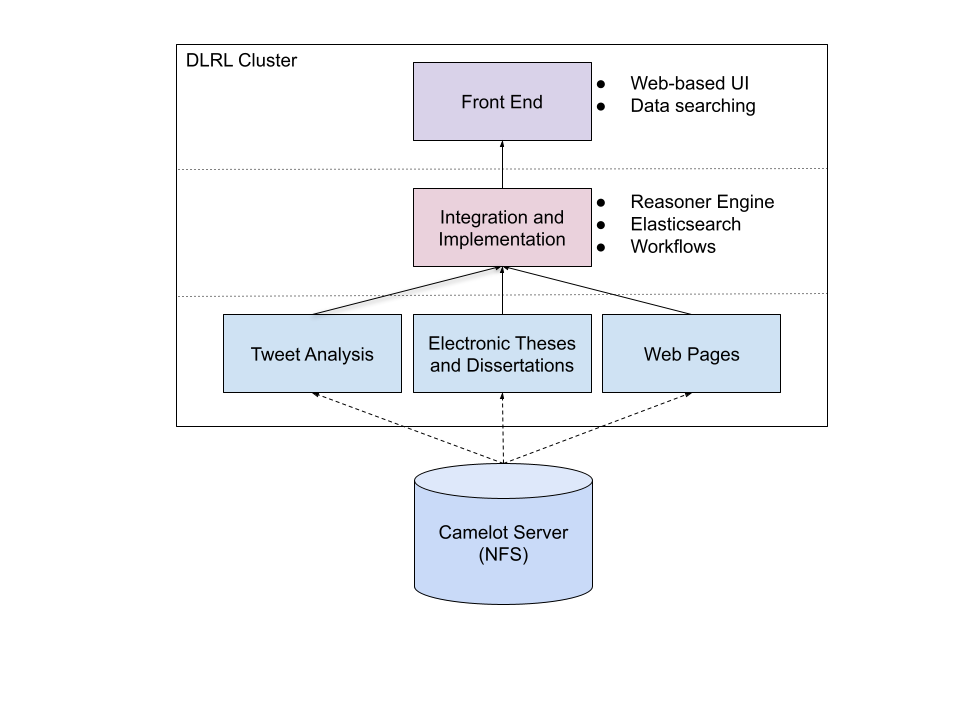 DLRL Cluster
Front End
● Web-based UI
● Data searching
Integration and
Implementation
● Reasoner Engine
● Elasticsearch
● Workflows
Tweet Analysis
Electronic Theses
and Dissertations
Web Pages
Camelot Server
(NFS)